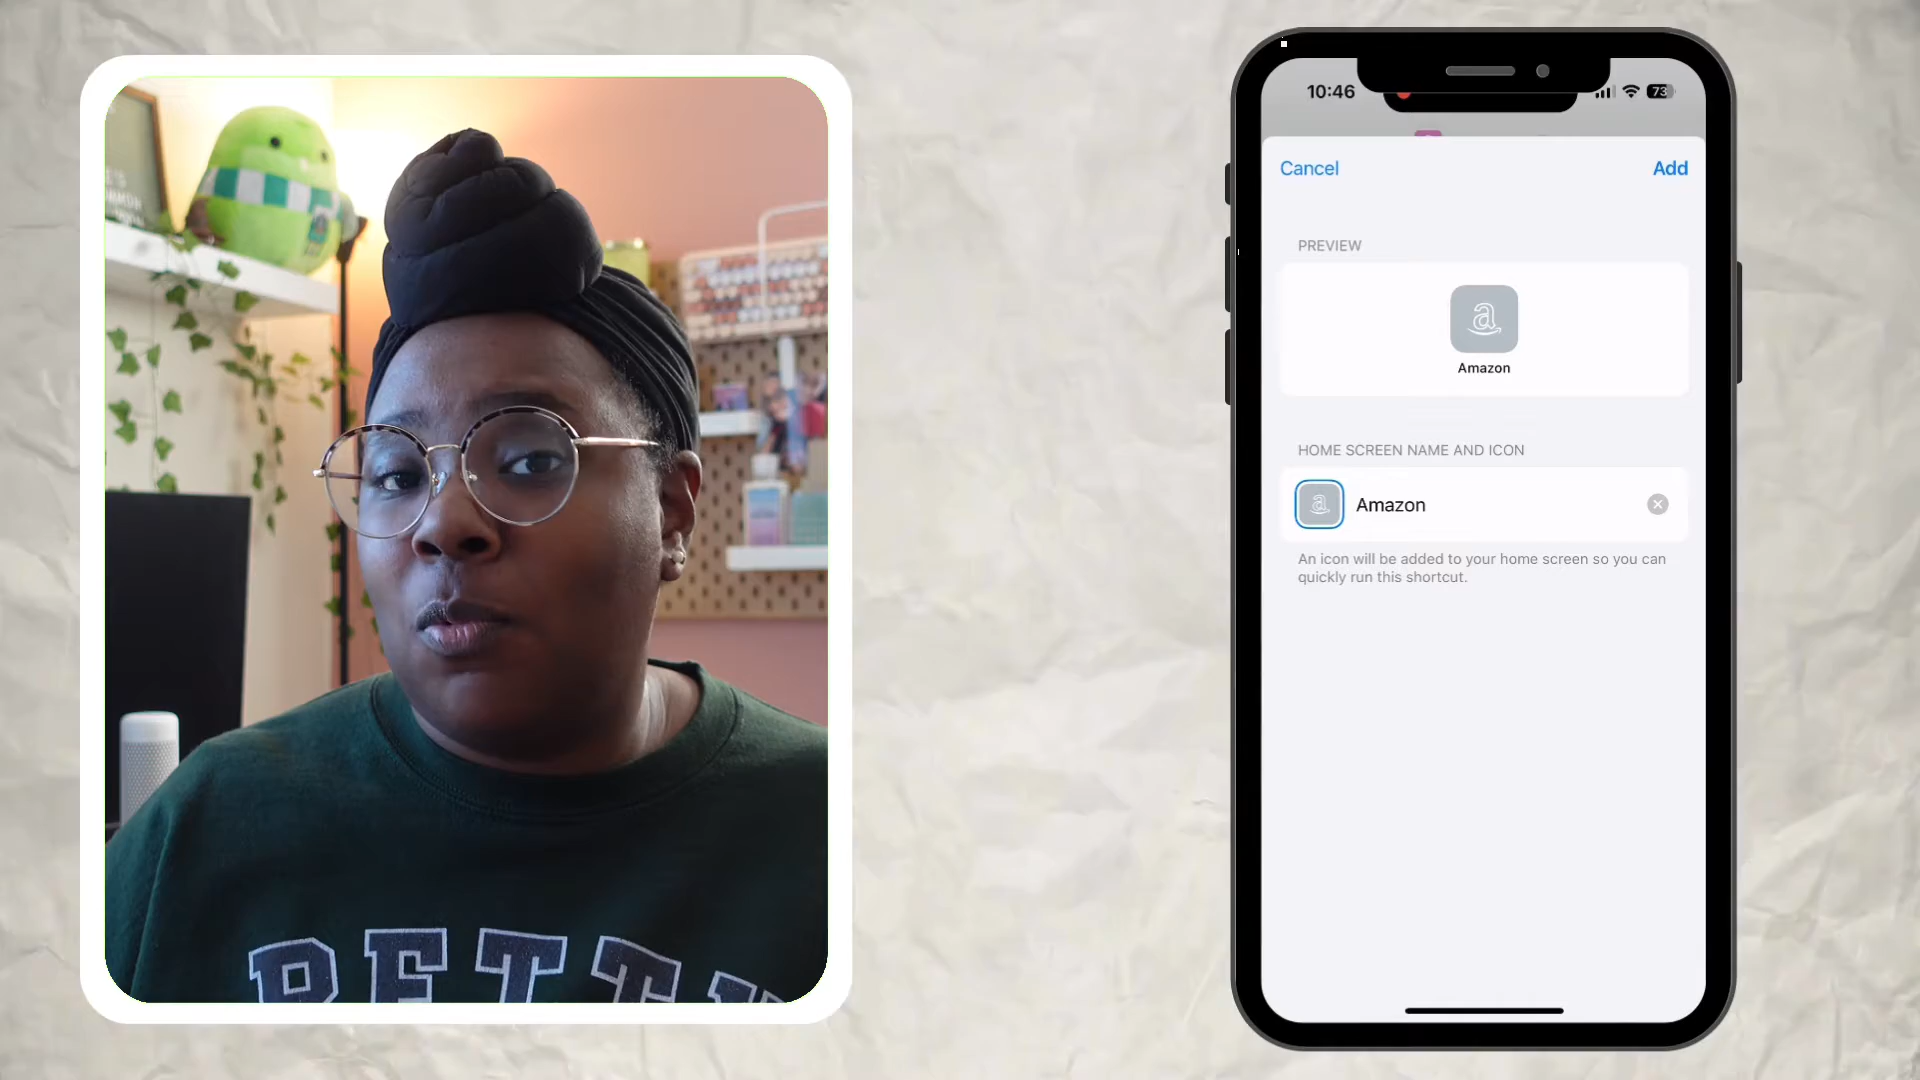 PETTY
10:46
73
Cancel
Add
PREVIEW
a
Amazon
HOME SCREEN NAME AND ICON
a
Amazon
An icon will be added to your home screen so you can
quickly run this shortcut.